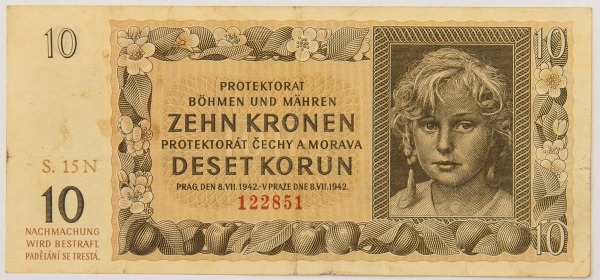 10
10
PROTEKTORAT
BÖHMEN UND MÄHREN
ZEHN KRONEN
PROTEKTORÁT ČECHY A MORAVA
DESET KORUN
PRAG, DEN 8. VII. 1942.-V PRAZE DNE 8. VII. 1942.
122851
S. 15 N
10
NACHMACHUNG
WIRD BESTRAFT.
PADĚLÁNÍ SE TRESTÁ.
10